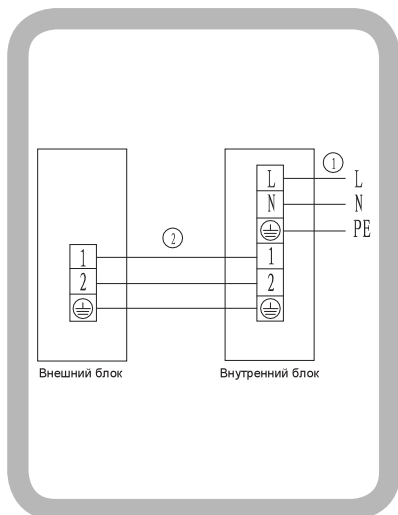 1
L L
N N
PE
2
1 1
2 2
Внешний блок
Внутренний блок